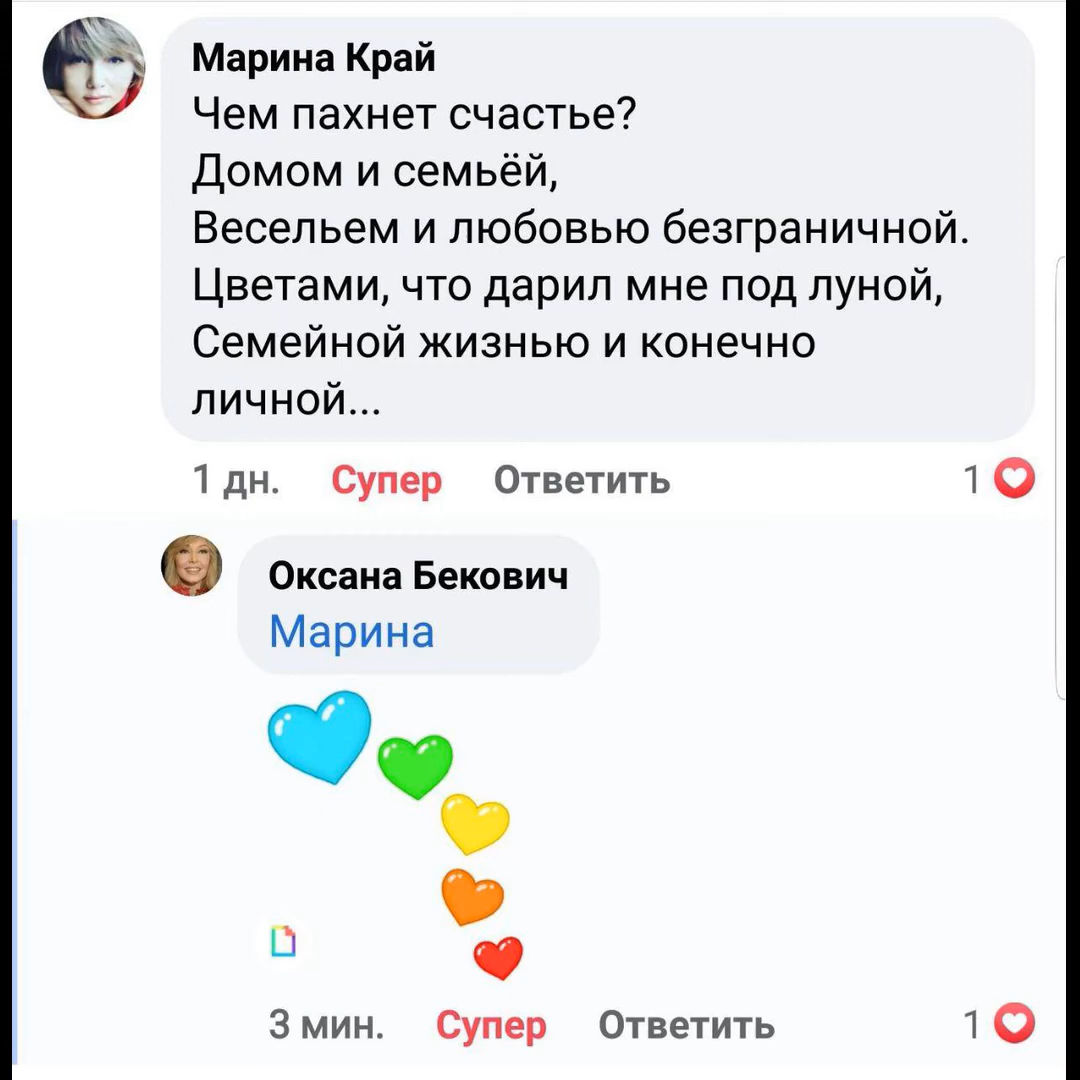 Марина Край
Чем пахнет счастье?
Домом и семьёй,
Весельем и любовью безграничной.
Цветами, что дарил мне под луной,
Семейной жизнью и конечно
личной...
1 дн. Супер Ответить 1
Оксана Бекович
Марина
3 мин. Супер Ответить 1